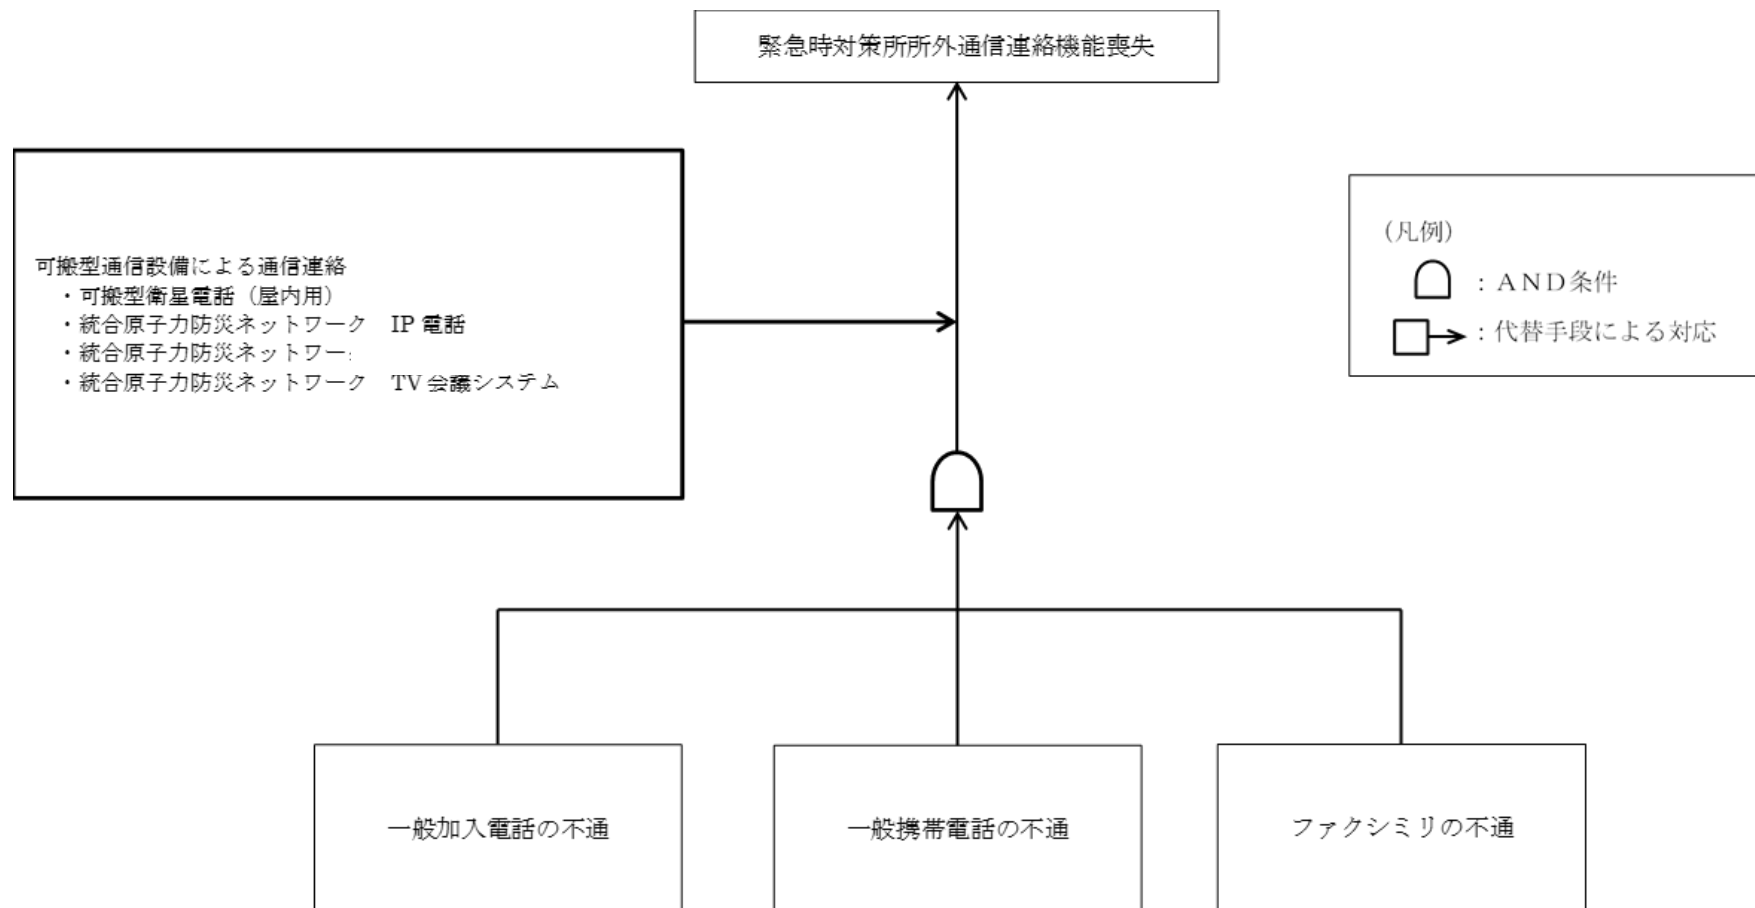 緊急時対策所所外通信連絡機能喪失
可搬型通信設備による通信連絡
・可搬型衛星電話（屋内用）
・統合原子力防災ネットワーク　IP 電話
・統合原子力防災ネットワー
・統合原子力防災ネットワーク　TV 会議システム
（凡例）
：ＡＮＤ条件
：代替手段による対応
一般加入電話の不通
一般携帯電話の不通
ファクシミリの不通